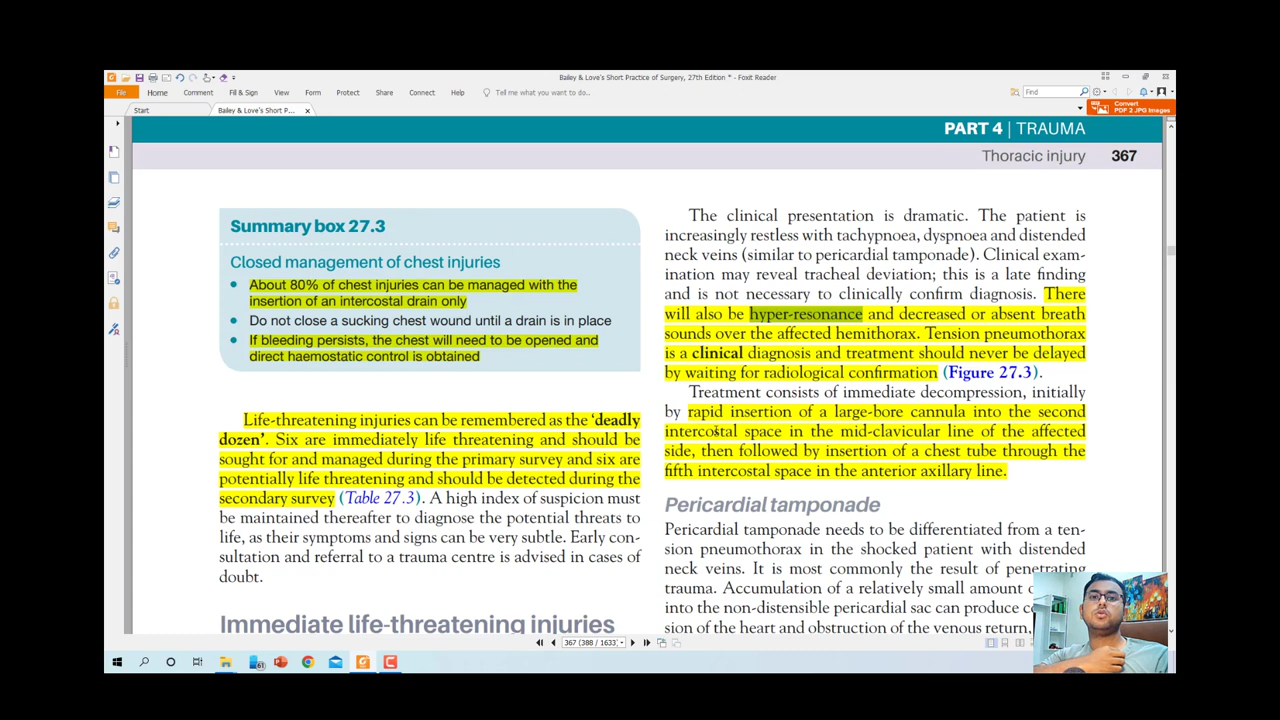 Bailey & Love's Short Practice of Surgery, 27th Edition * - Foxit Reader
File Home Comment Fill & Sign View Form Protect Share Connect Help Tell me what you want to do..
Find
Start
Bailey & Love's Short P...
Convert
PDF 2 JPG Images
PART 4 | TRAUMA
Thoracic injury 367
Summary box 27.3
Closed management of chest injuries
• About 80% of chest injuries can be managed with the
insertion of an intercostal drain only
• Do not close a sucking chest wound until a drain is in place
• If bleeding persists, the chest will need to be opened and
direct haemostatic control is obtained
Life-threatening injuries can be remembered as the 'deadly
dozen'. Six are immediately life threatening and should be
sought for and managed during the primary survey and six are
potentially life threatening and should be detected during the
secondary survey (Table 27.3). A high index of suspicion must
be maintained thereafter to diagnose the potential threats to
life, as their symptoms and signs can be very subtle. Early con-
sultation and referral to a trauma centre is advised in cases of
doubt.
Immediate life-threatening injuries
The clinical presentation is dramatic. The patient is
increasingly restless with tachypnoea, dyspnoea and distended
neck veins (similar to pericardial tamponade). Clinical exam-
ination may reveal tracheal deviation; this is a late finding
and is not necessary to clinically confirm diagnosis. There
will also be hyper-resonance and decreased or absent breath
sounds over the affected hemithorax. Tension pneumothorax
is a clinical diagnosis and treatment should never be delayed
by waiting for radiological confirmation (Figure 27.3).
Treatment consists of immediate decompression, initially
by rapid insertion of a large-bore cannula into the second
intercostal space in the mid-clavicular line of the affected
side, then followed by insertion of a chest tube through the
fifth intercostal space in the anterior axillary line.
Pericardial tamponade
Pericardial tamponade needs to be differentiated from a ten-
sion pneumothorax in the shocked patient with distended
neck veins. It is most commonly the result of penetrating
trauma. Accumulation of a relatively small amount
into the non-distensible pericardial sac can produce
sion of the heart and obstruction of the venous return,
367 (388 / 1633)
61